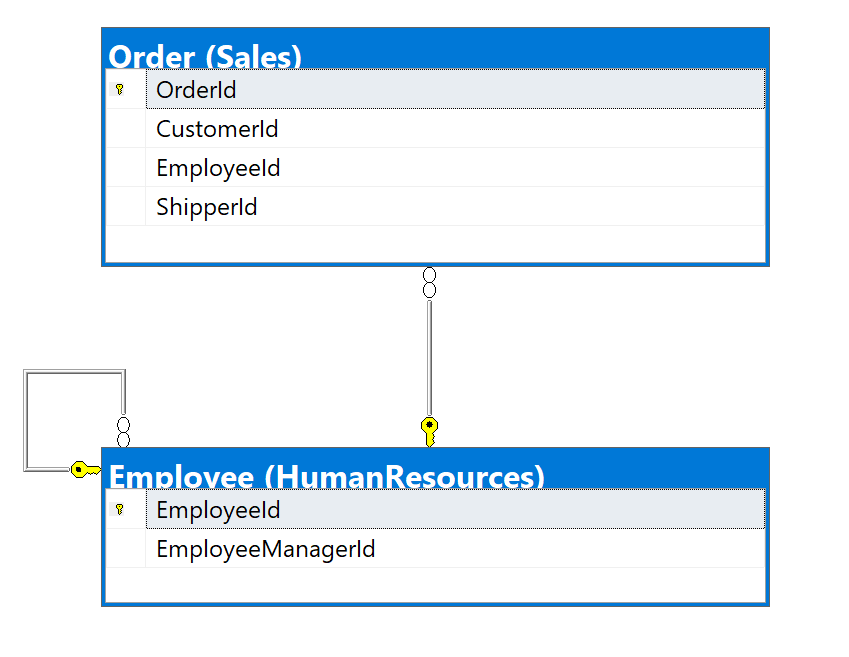 Order (Sales)
OrderId
CustomerId
EmployeeId
ShipperId
Employee (HumanResources)
EmployeeId
EmployeeManagerId